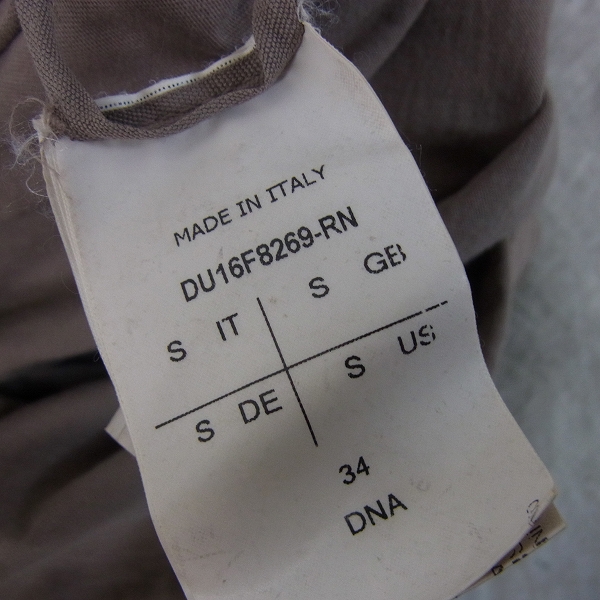 MADE IN ITALY
DU16F8269-RN
S IT S GB
S DE S US
34
DNA